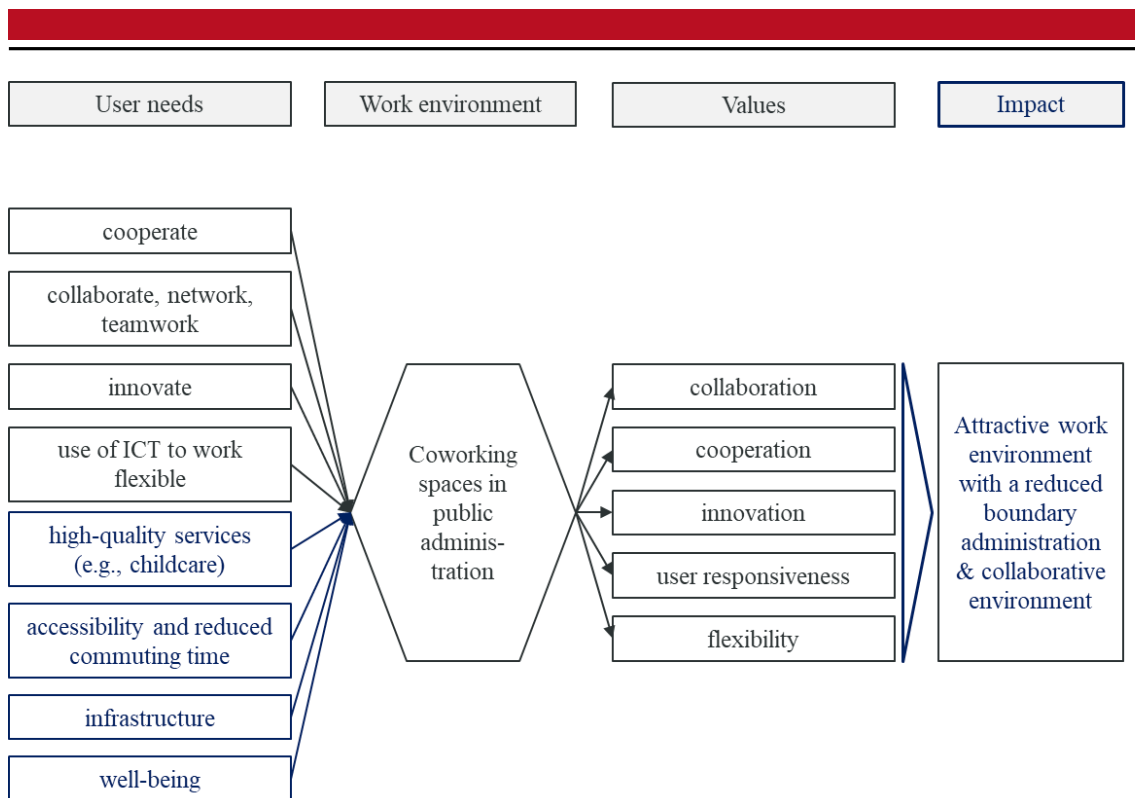 User needs
Work environment
Values
Impact
cooperate
collaborate, network,
teamwork
innovate
use of ICT to work
flexible
high-quality services
(e.g., childcare)
accessibility and reduced
commuting time
infrastructure
well-being
Coworking
spaces in
public
adminis-
tration
collaboration
cooperation
innovation
user responsiveness
flexibility
Attractive work
environment
with a reduced
boundary
administration
& collaborative
environment